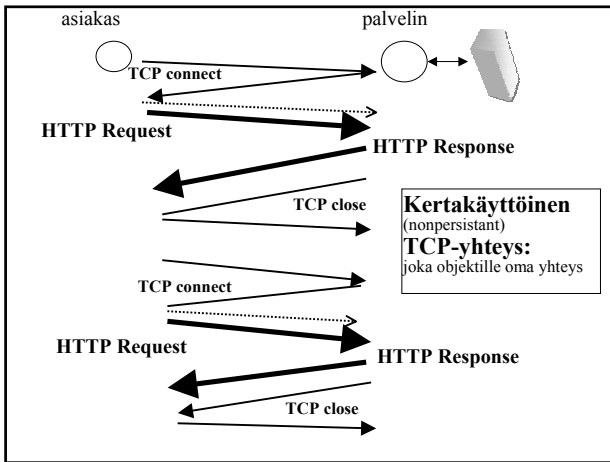 asiakas
palvelin
TCP connect
HTTP Request
HTTP Response
TCP close
Kertakäyttöinen
(nonpersistant)
TCP-yhteys:
joka objektille oma yhteys
TCP connect
HTTP Request
HTTP Response
TCP close